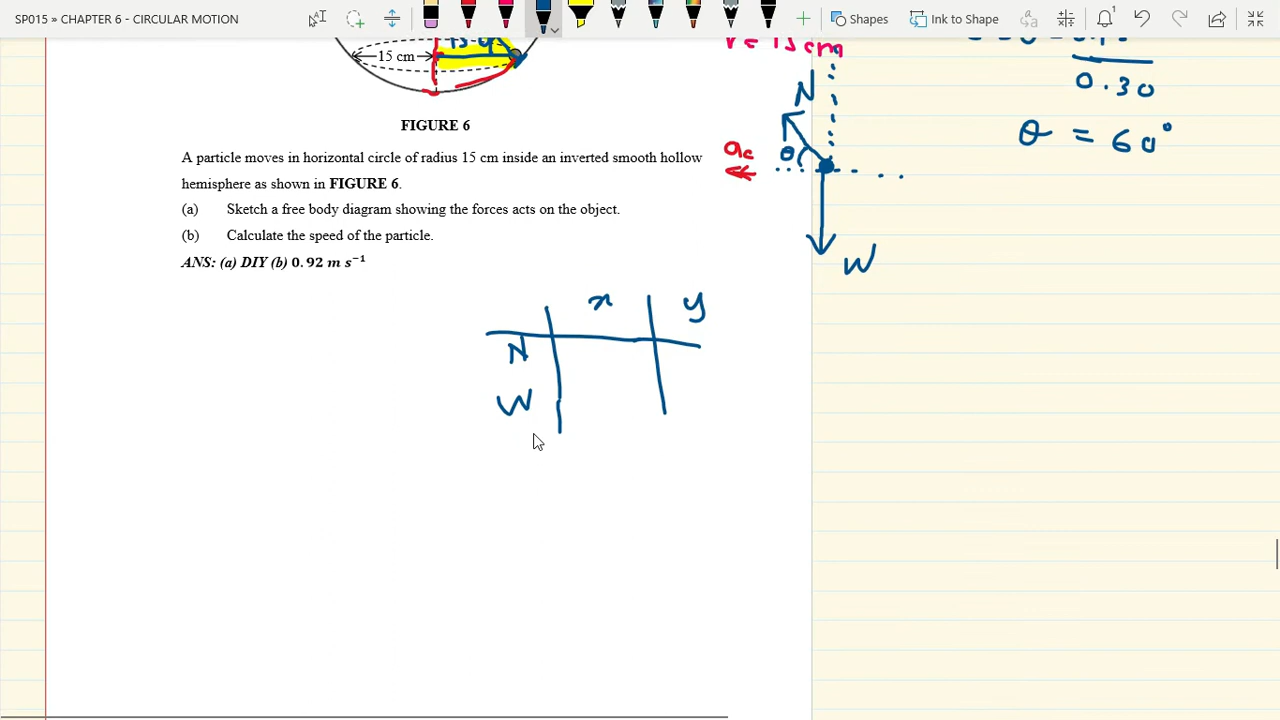 SP015 » CHAPTER 6 - CIRCULAR MOTION
Shapes
Ink to Shape
15 cm
r = 15 cm
0.30
θ = 60°
N
θ
ac
W
FIGURE 6
A particle moves in horizontal circle of radius 15 cm inside an inverted smooth hollow
hemisphere as shown in FIGURE 6.
(a) Sketch a free body diagram showing the forces acts on the object.
(b) Calculate the speed of the particle.
ANS: (a) DIY (b) 0.92 m s⁻¹
x y
N
W